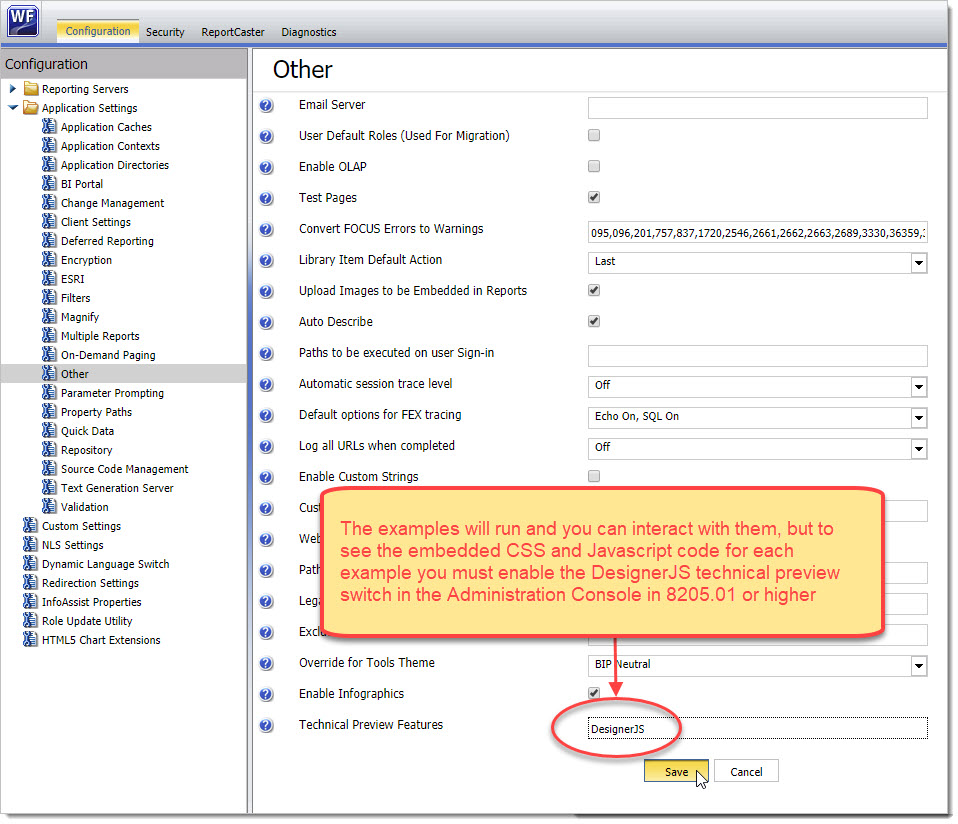 WF
Configuration Security ReportCaster Diagnostics
Configuration
Reporting Servers
Application Settings
Application Caches
Application Contexts
Application Directories
BI Portal
Change Management
Client Settings
Deferred Reporting
Encryption
ESRI
Filters
Magnify
Multiple Reports
On-Demand Paging
Other
Parameter Prompting
Property Paths
Quick Data
Repository
Source Code Management
Text Generation Server
Validation
Custom Settings
NLS Settings
Dynamic Language Switch
Redirection Settings
InfoAssist Properties
Role Update Utility
HTML5 Chart Extensions
Other
Email Server
User Default Roles (Used For Migration)
Enable OLAP
Test Pages
Convert FOCUS Errors to Warnings 095,096,201,757,837,1720,2546,2661,2662,2663,2689,3330,36359,
Library Item Default Action Last
Upload Images to be Embedded in Reports
Auto Describe
Paths to be executed on user Sign-in
Automatic session trace level Off
Default options for FEX tracing Echo On, SQL On
Log all URLs when completed Off
Enable Custom Strings
Cus
Web
Path
Lega
Excl
The examples will run and you can interact with them, but to
see the embedded CSS and Javascript code for each
example you must enable the DesignerJS technical preview
switch in the Administration Console in 8205.01 or higher
Override for Tools Theme BIP Neutral
Enable Infographics
Technical Preview Features DesignerJS
Save Cancel